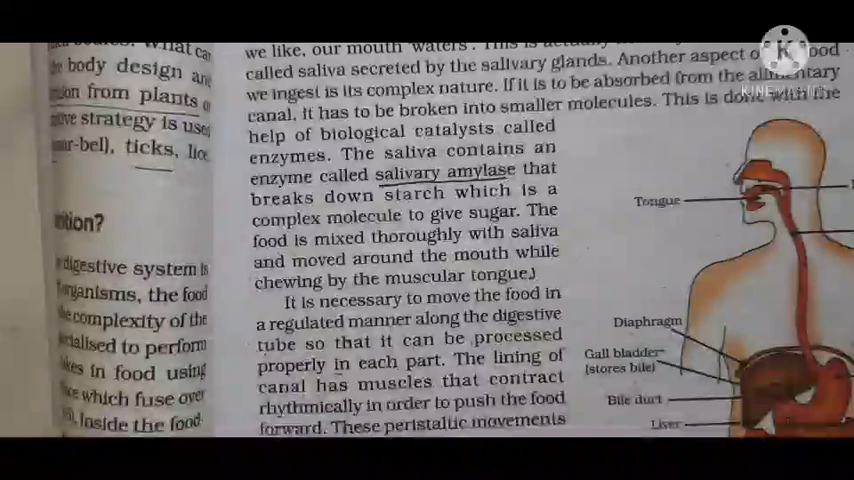 What can
body design and
from plants
strategy is used
ticks, lice
digestive system is
organisms, the food
complexity of the
to perform
in food using
which fuse over
Inside the food
we like, our mouth 'waters'. This is
called saliva secreted by the salivary glands. Another aspect of
we ingest is its complex nature. If it is to be absorbed from the alimentary
canal, it has to be broken into smaller molecules. This is done with the
help of biological catalysts called
enzymes. The saliva contains an
enzyme called salivary amylase that
breaks down starch which is a
complex molecule to give sugar. The
food is mixed thoroughly with saliva
and moved around the mouth while
chewing by the muscular tongue.
It is necessary to move the food in
a regulated manner along the digestive
tube so that it can be processed
properly in each part. The lining of
canal has muscles that contract
rhythmically in order to push the food
forward. These peristaltic movements
Tongue
Diaphragm
Gall bladder
(stores bile)
Bile duct
Liver
K